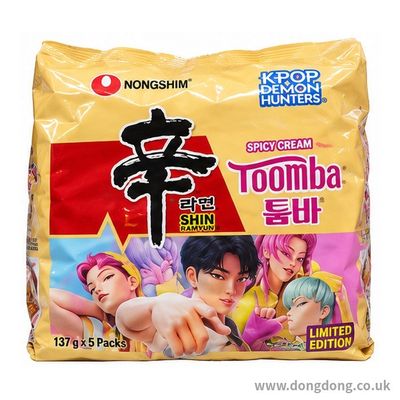 NONGSHIM®
KPOP
DEMON
HUNTERS
辛
라면
SHIN
RAMYUN
SPICY CREAM
Toomba
툼바
LIMITED
EDITION
137 g x 5 Packs
www.dongdong.co.uk